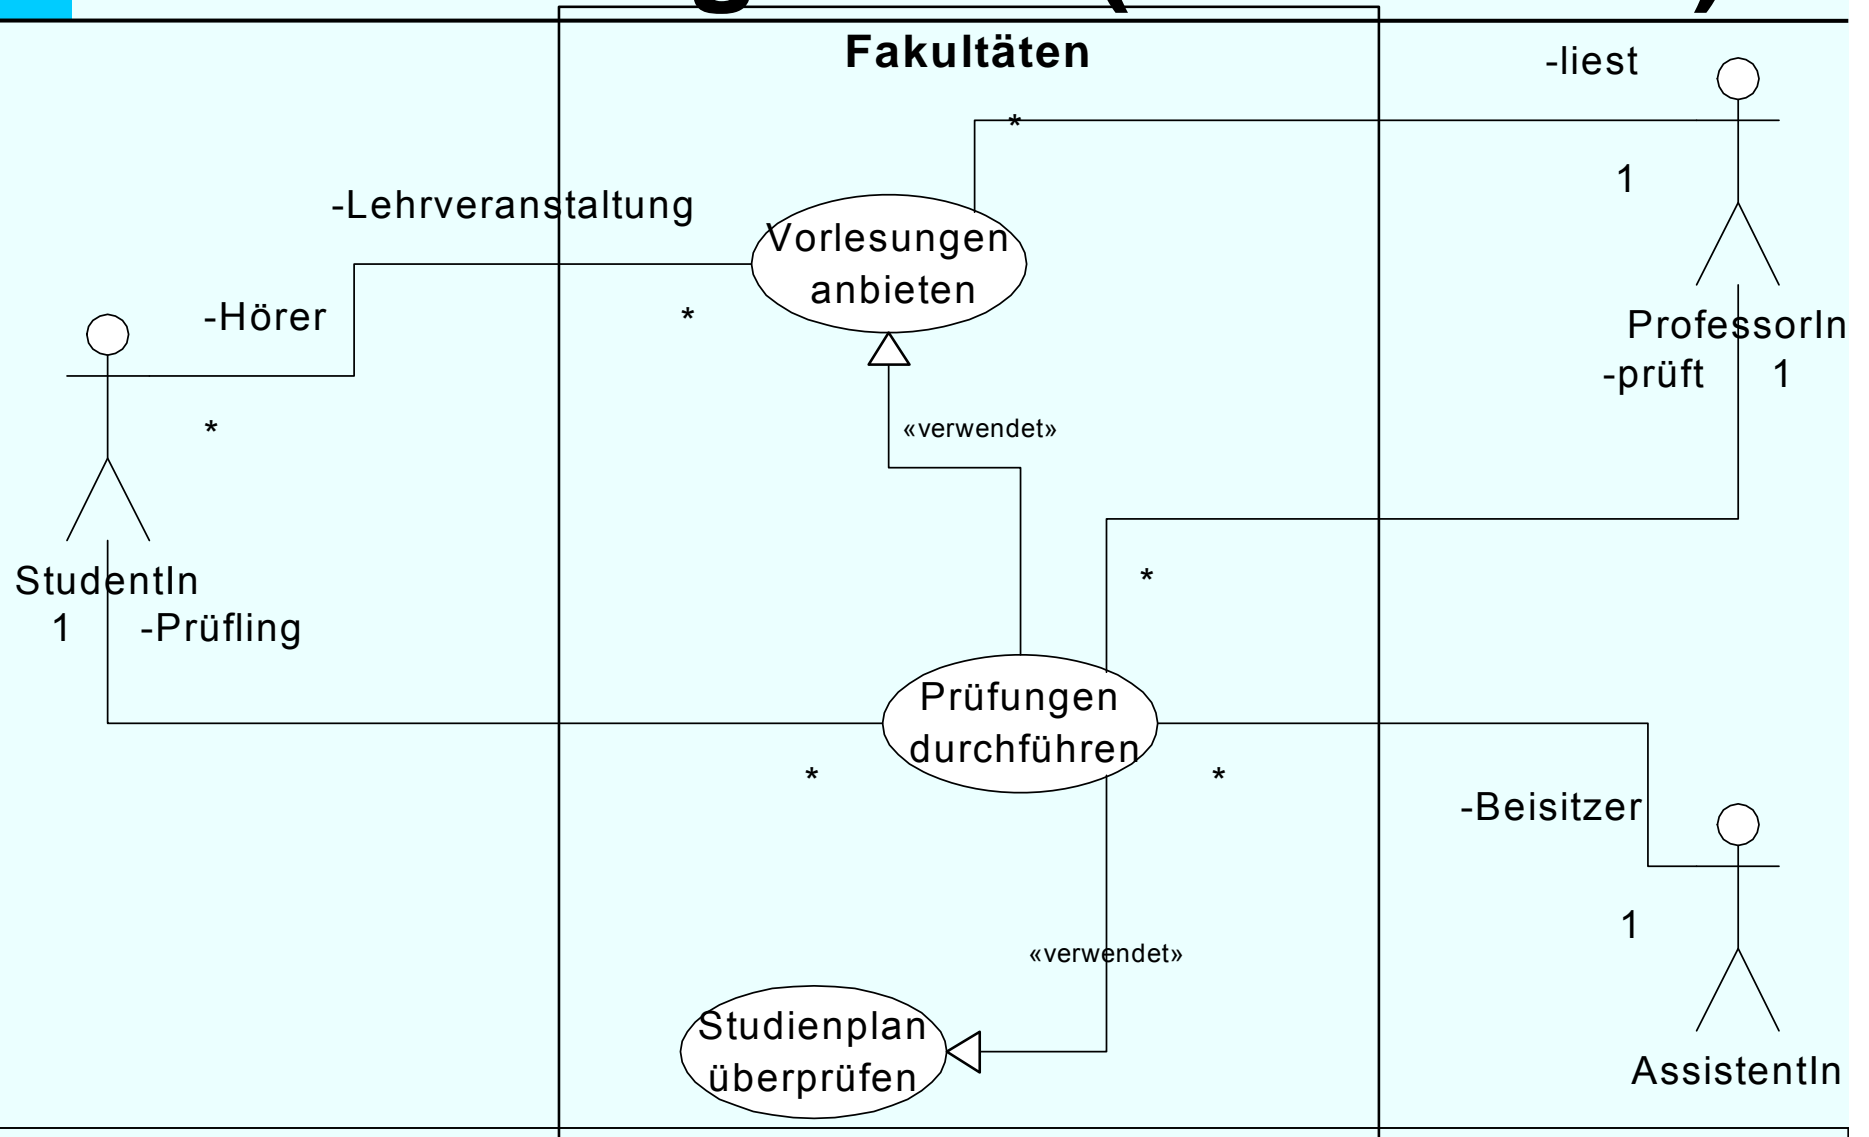 Fakultäten
-liest
*
1
-Lehrveranstaltung
Vorlesungen
anbieten
-Hörer
*
ProfessorIn
-prüft 1
*
«verwendet»
*
StudentIn
1 -Prüfling
Prüfungen
durchführen
* *
-Beisitzer
1
«verwendet»
Studienplan
überprüfen
AssistentIn